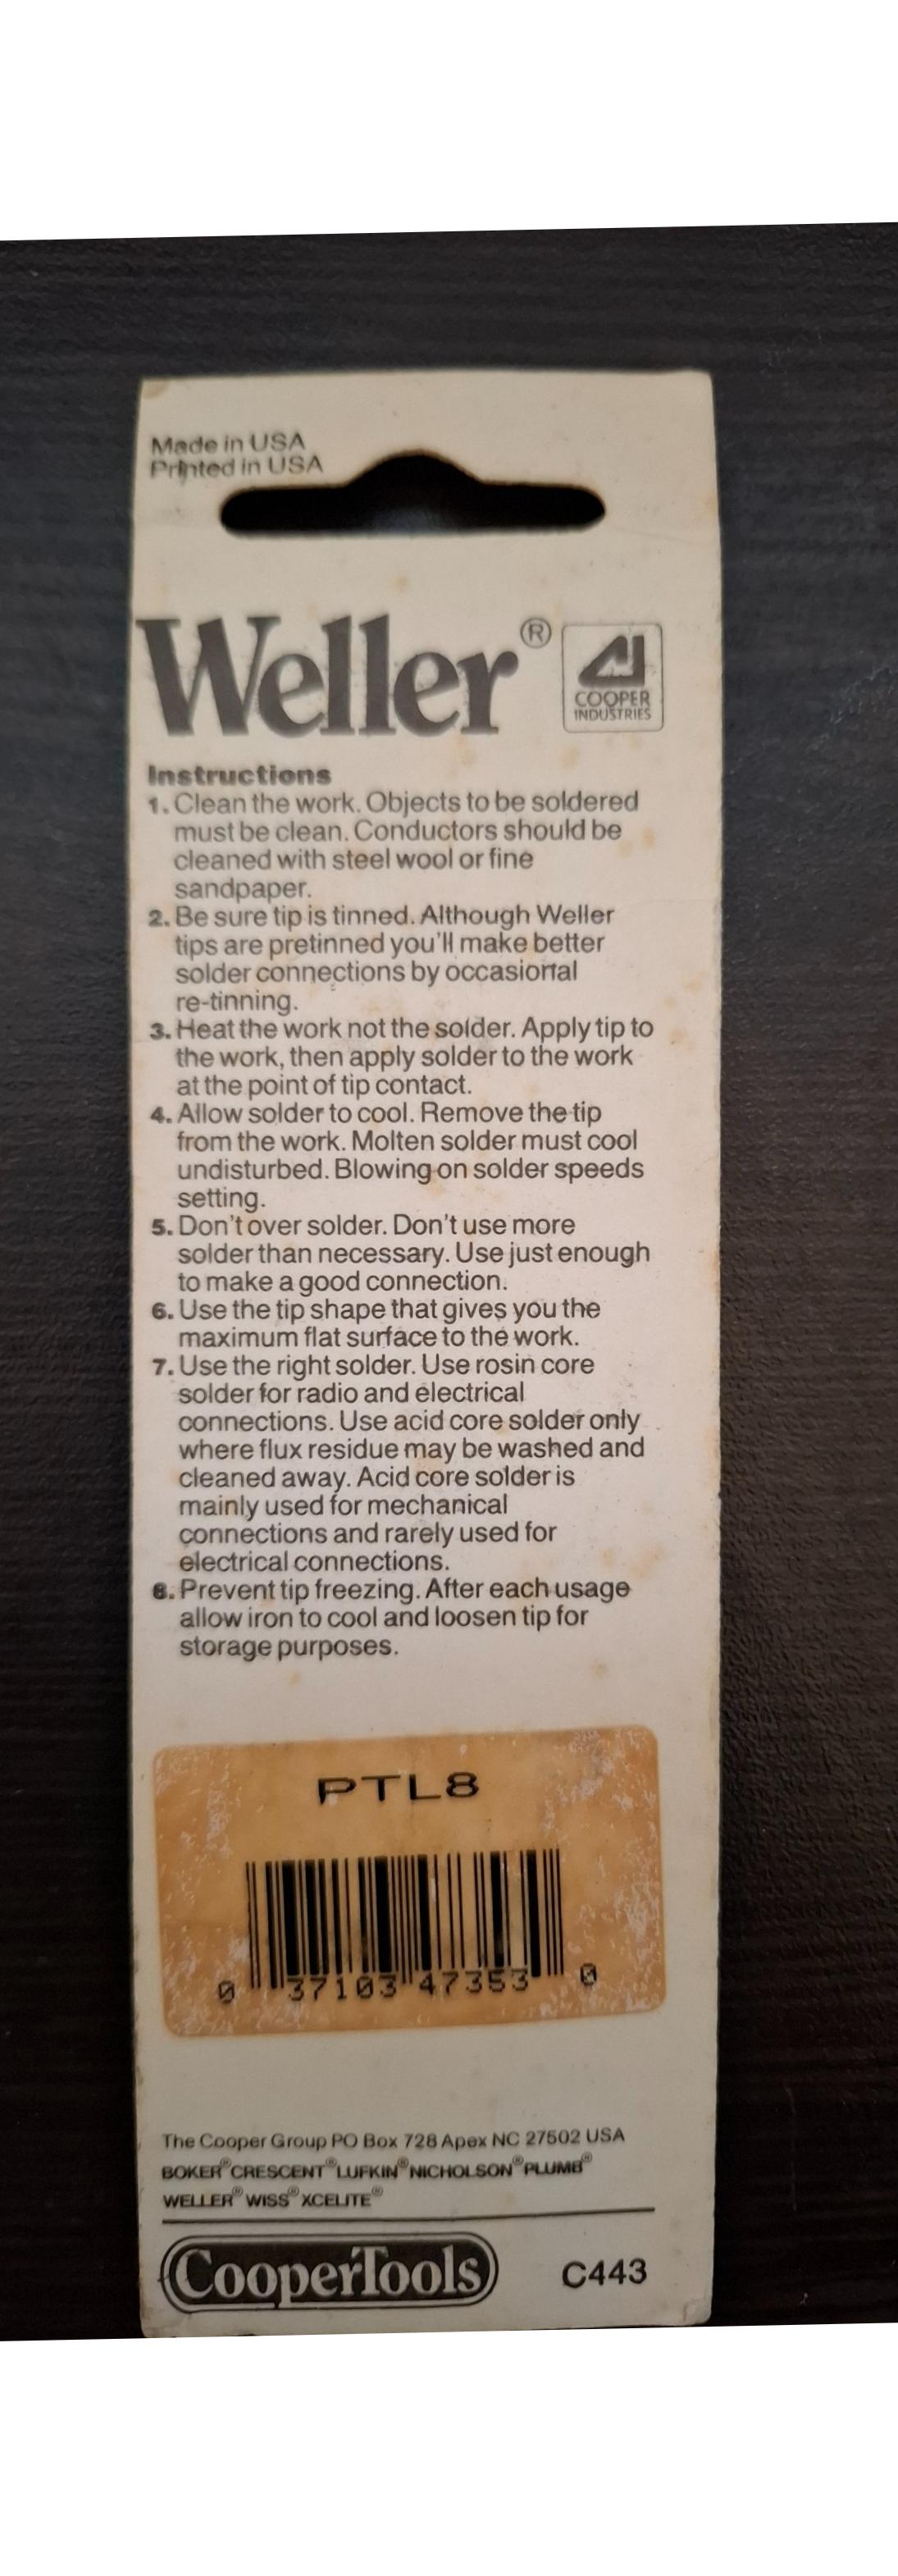 Made in USA
Printed in USA
Weller®
COOPER
INDUSTRIES
Instructions
1. Clean the work. Objects to be soldered
must be clean. Conductors should be
cleaned with steel wool or fine
sandpaper.
2. Be sure tip is tinned. Although Weller
tips are pretinned you'll make better
solder connections by occasional
re-tinning.
3. Heat the work not the solder. Apply tip to
the work, then apply solder to the work
at the point of tip contact.
4. Allow solder to cool. Remove the tip
from the work. Molten solder must cool
undisturbed. Blowing on solder speeds
setting.
5. Don't over solder. Don't use more
solder than necessary. Use just enough
to make a good connection.
6. Use the tip shape that gives you the
maximum flat surface to the work.
7. Use the right solder. Use rosin core
solder for radio and electrical
connections. Use acid core solder only
where flux residue may be washed and
cleaned away. Acid core solder is
mainly used for mechanical
connections and rarely used for
electrical connections.
8. Prevent tip freezing. After each usage
allow iron to cool and loosen tip for
storage purposes.
PTL8
0 37103 47353 0
The Cooper Group PO Box 728 Apex NC 27502 USA
BOKER® CRESCENT® LUFKIN® NICHOLSON® PLUMB®
WELLER® WISS® XCELITE®
CooperTools C443